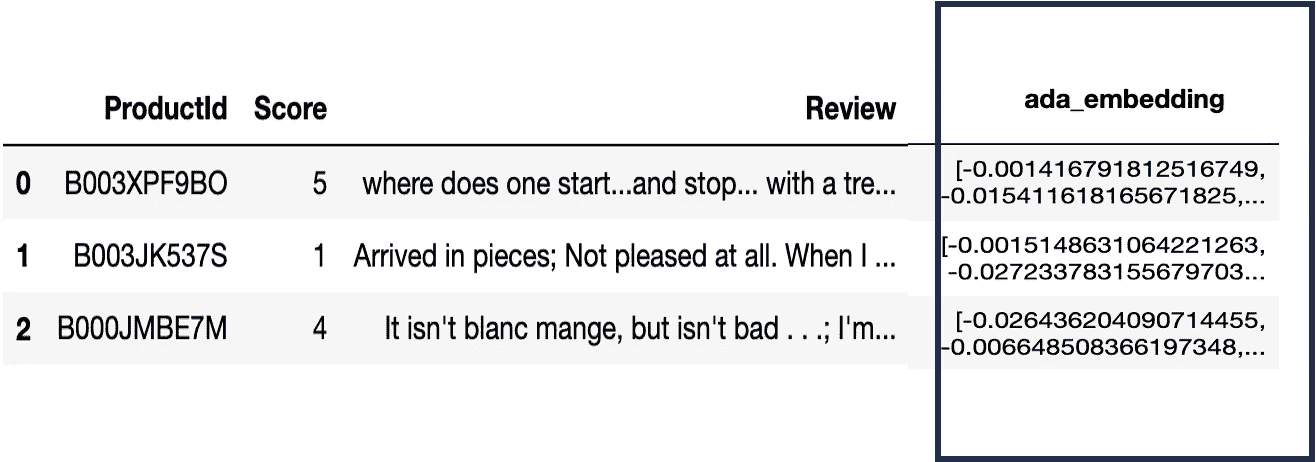 ProductId Score Review ada_embedding
0 B003XPF9BO 5 where does one start...and stop... with a tre... [-0.001416791812516749,
-0.015411618165671825,...
1 B003JK537S 1 Arrived in pieces; Not pleased at all. When I ... [-0.0015148631064221263,
-0.027233783155679703...
2 B000JMBE7M 4 It isn't blanc mange, but isn't bad . . .; I'm... [-0.026436204090714455,
-0.006648508366197348,...